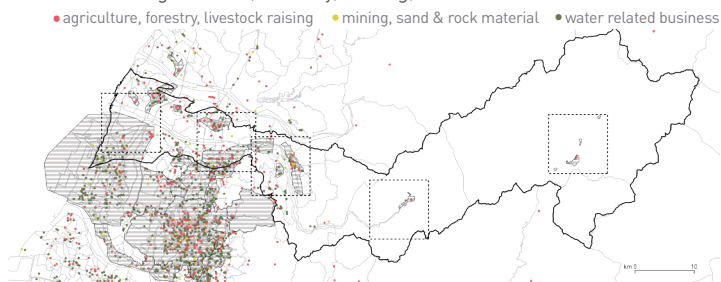 agriculture, forestry, livestock raising mining, sand & rock material water related business
km 0 10